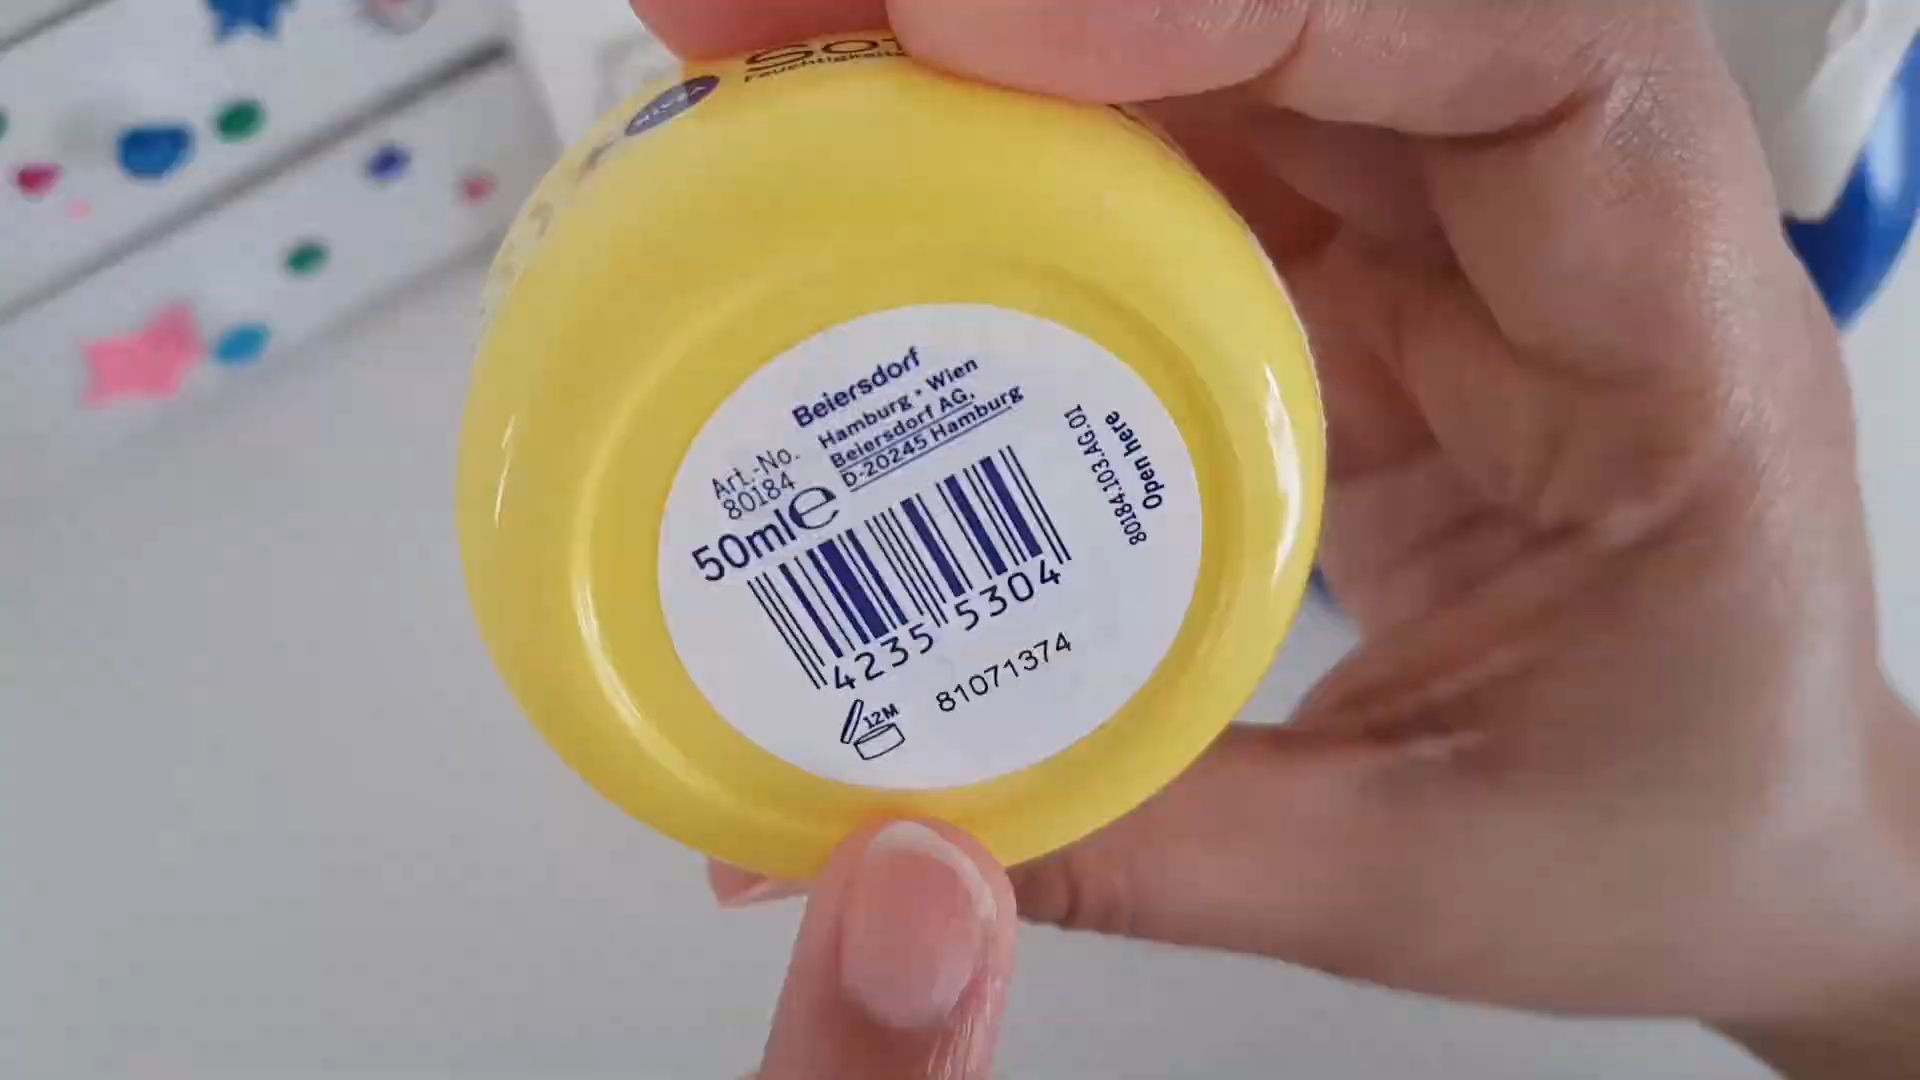 NIVEA
Beiersdorf
Hamburg · Wien
Beiersdorf AG,
D-20245 Hamburg
Art.-No.
80184
50ml e
4235 5304
12M
81071374
80184.103.AG.01
Open here